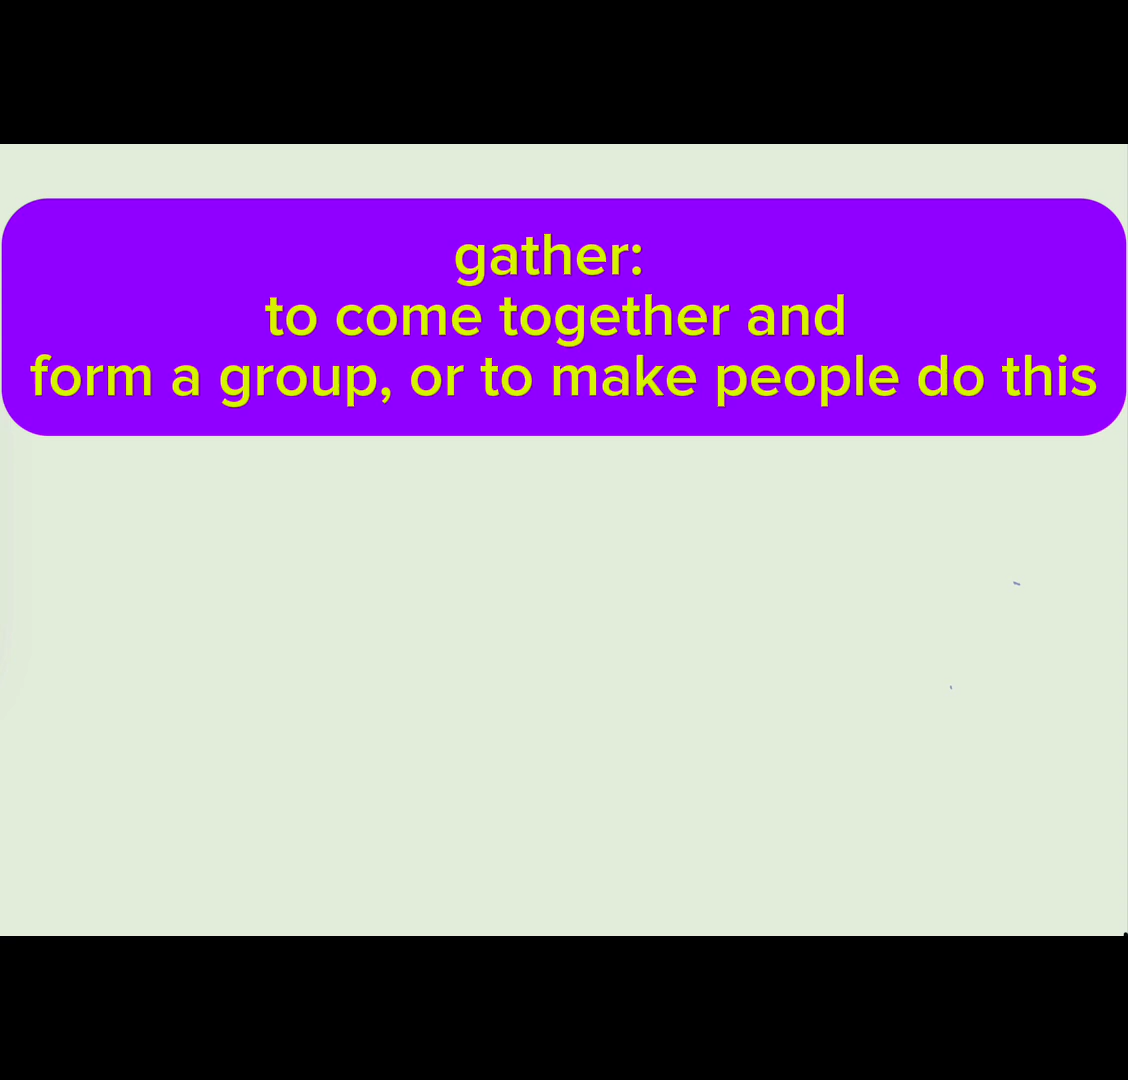 gather:
to come together and
form a group, or to make people do this